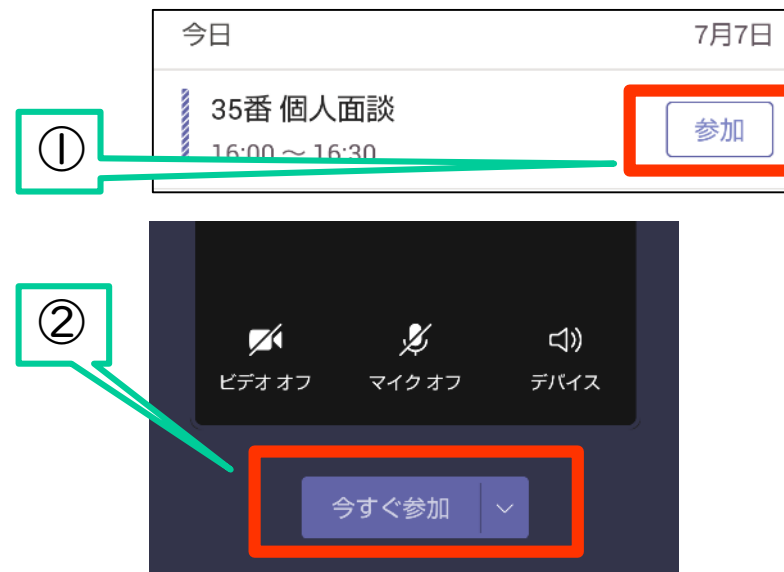 今日 7月7日
35番 個人面談
参加
16:00 ～ 16:30
①
②
ビデオ オフ マイク オフ デバイス
今すぐ参加